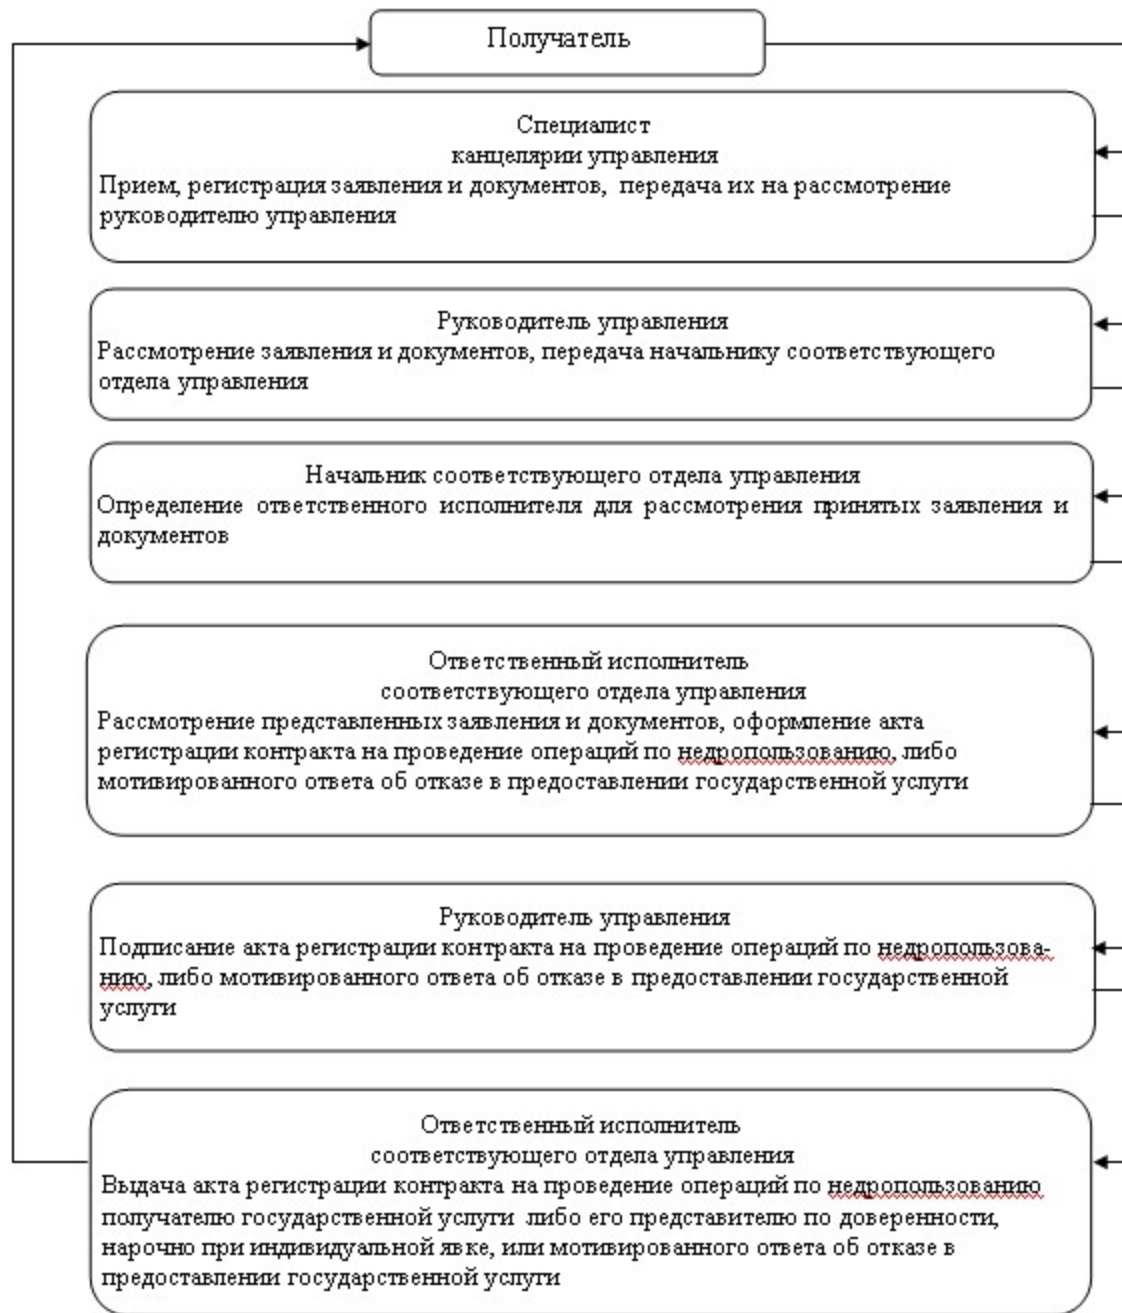 Получатель
Специалист
канцелярии управления
Прием, регистрация заявления и документов, передача их на рассмотрение
руководителю управления
Руководитель управления
Рассмотрение заявления и документов, передача начальнику соответствующего
отдела управления
Начальник соответствующего отдела управления
Определение ответственного исполнителя для рассмотрения принятых заявления и
документов
Ответственный исполнитель
соответствующего отдела управления
Рассмотрение представленных заявления и документов, оформление акта
регистрации контракта на проведение операций по недропользованию, либо
мотивированного ответа об отказе в предоставлении государственной услуги
Руководитель управления
Подписание акта регистрации контракта на проведение операций по недропользова-
нию, либо мотивированного ответа об отказе в предоставлении государственной
услуги
Ответственный исполнитель
соответствующего отдела управления
Выдача акта регистрации контракта на проведение операций по недропользованию
получателю государственной услуги либо его представителю по доверенности,
нарочно при индивидуальной явке, или мотивированного ответа об отказе в
предоставлении государственной услуги